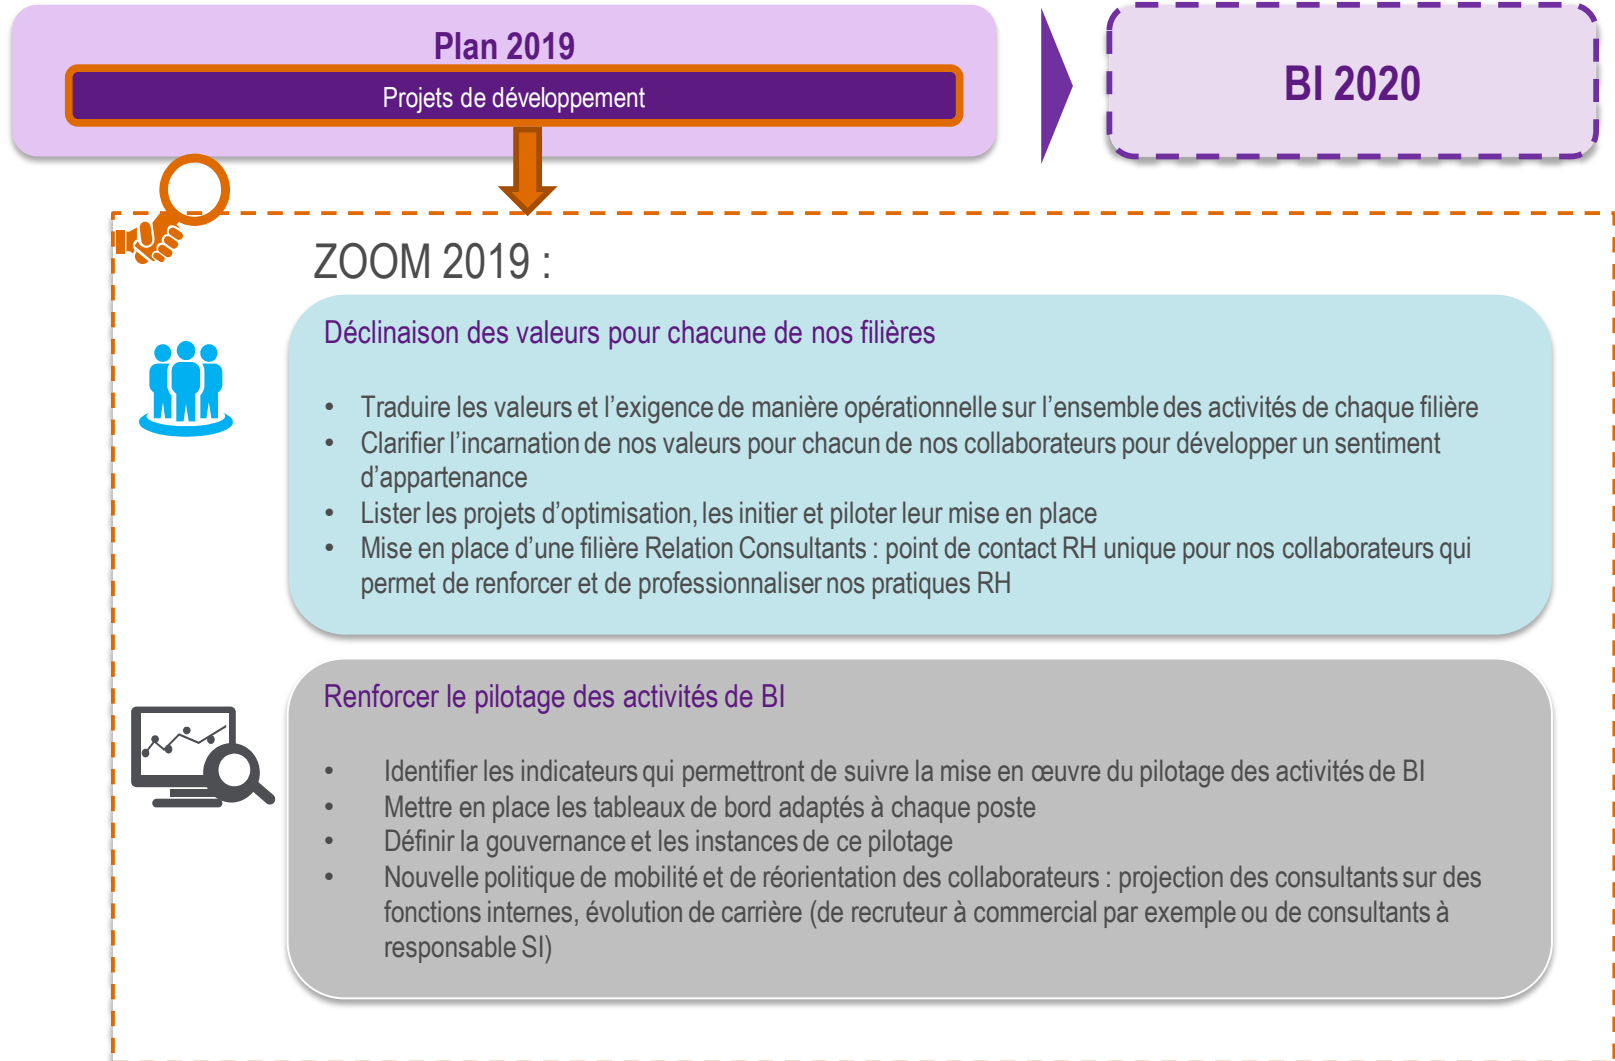 Plan 2019
Projets de développement
BI 2020
ZOOM 2019 :
Déclinaison des valeurs pour chacune de nos filières
• Traduire les valeurs et l’exigence de manière opérationnelle sur l’ensemble des activités de chaque filière
• Clarifier l’incarnation de nos valeurs pour chacun de nos collaborateurs pour développer un sentiment
d’appartenance
• Lister les projets d’optimisation, les initier et piloter leur mise en place
• Mise en place d’une filière Relation Consultants : point de contact RH unique pour nos collaborateurs qui
permet de renforcer et de professionnaliser nos pratiques RH
Renforcer le pilotage des activités de BI
• Identifier les indicateurs qui permettront de suivre la mise en œuvre du pilotage des activités de BI
• Mettre en place les tableaux de bord adaptés à chaque poste
• Définir la gouvernance et les instances de ce pilotage
• Nouvelle politique de mobilité et de réorientation des collaborateurs : projection des consultants sur des
fonctions internes, évolution de carrière (de recruteur à commercial par exemple ou de consultants à
responsable SI)